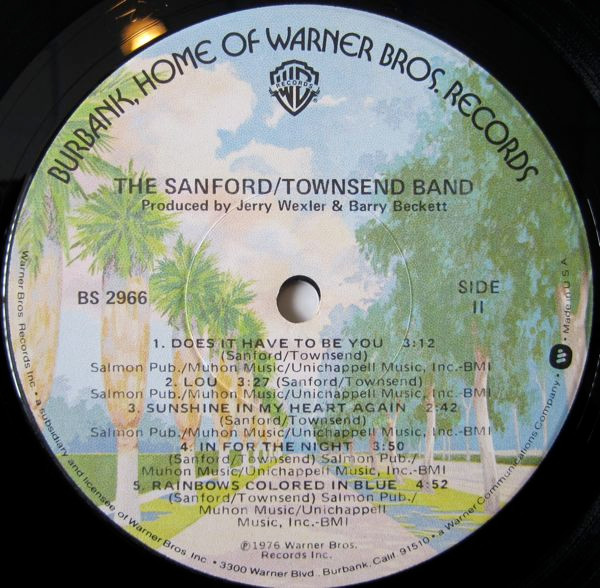 BURBANK, HOME OF WARNER BROS. RECORDS
WB
RECORDS
®
THE SANFORD/TOWNSEND BAND
Produced by Jerry Wexler & Barry Beckett
BS 2966
SIDE
II
1. DOES IT HAVE TO BE YOU 3:12
(Sanford/Townsend)
Salmon Pub./Muhon Music/Unichappell Music, Inc.-BMI
2. LOU 3:27 (Sanford/Townsend)
Salmon Pub./Muhon Music/Unichappell Music, Inc.-BMI
3. SUNSHINE IN MY HEART AGAIN 2:42
(Sanford/Townsend)
Salmon Pub./Muhon Music/Unichappell Music, Inc.-BMI
4. IN FOR THE NIGHT 3:50
(Sanford/Townsend) Salmon Pub./
Muhon Music/Unichappell Music, Inc.-BMI
5. RAINBOWS COLORED IN BLUE 4:52
(Sanford/Townsend) Salmon Pub./
Muhon Music/Unichappell
Music, Inc.-BMI
℗1976 Warner Bros.
Records Inc.
Warner Bros. Records Inc. • a subsidiary and licensee of Warner Bros. Inc. • 3300 Warner Blvd., Burbank, Calif. 91510 • a Warner Communications Company • Made in U.S.A.